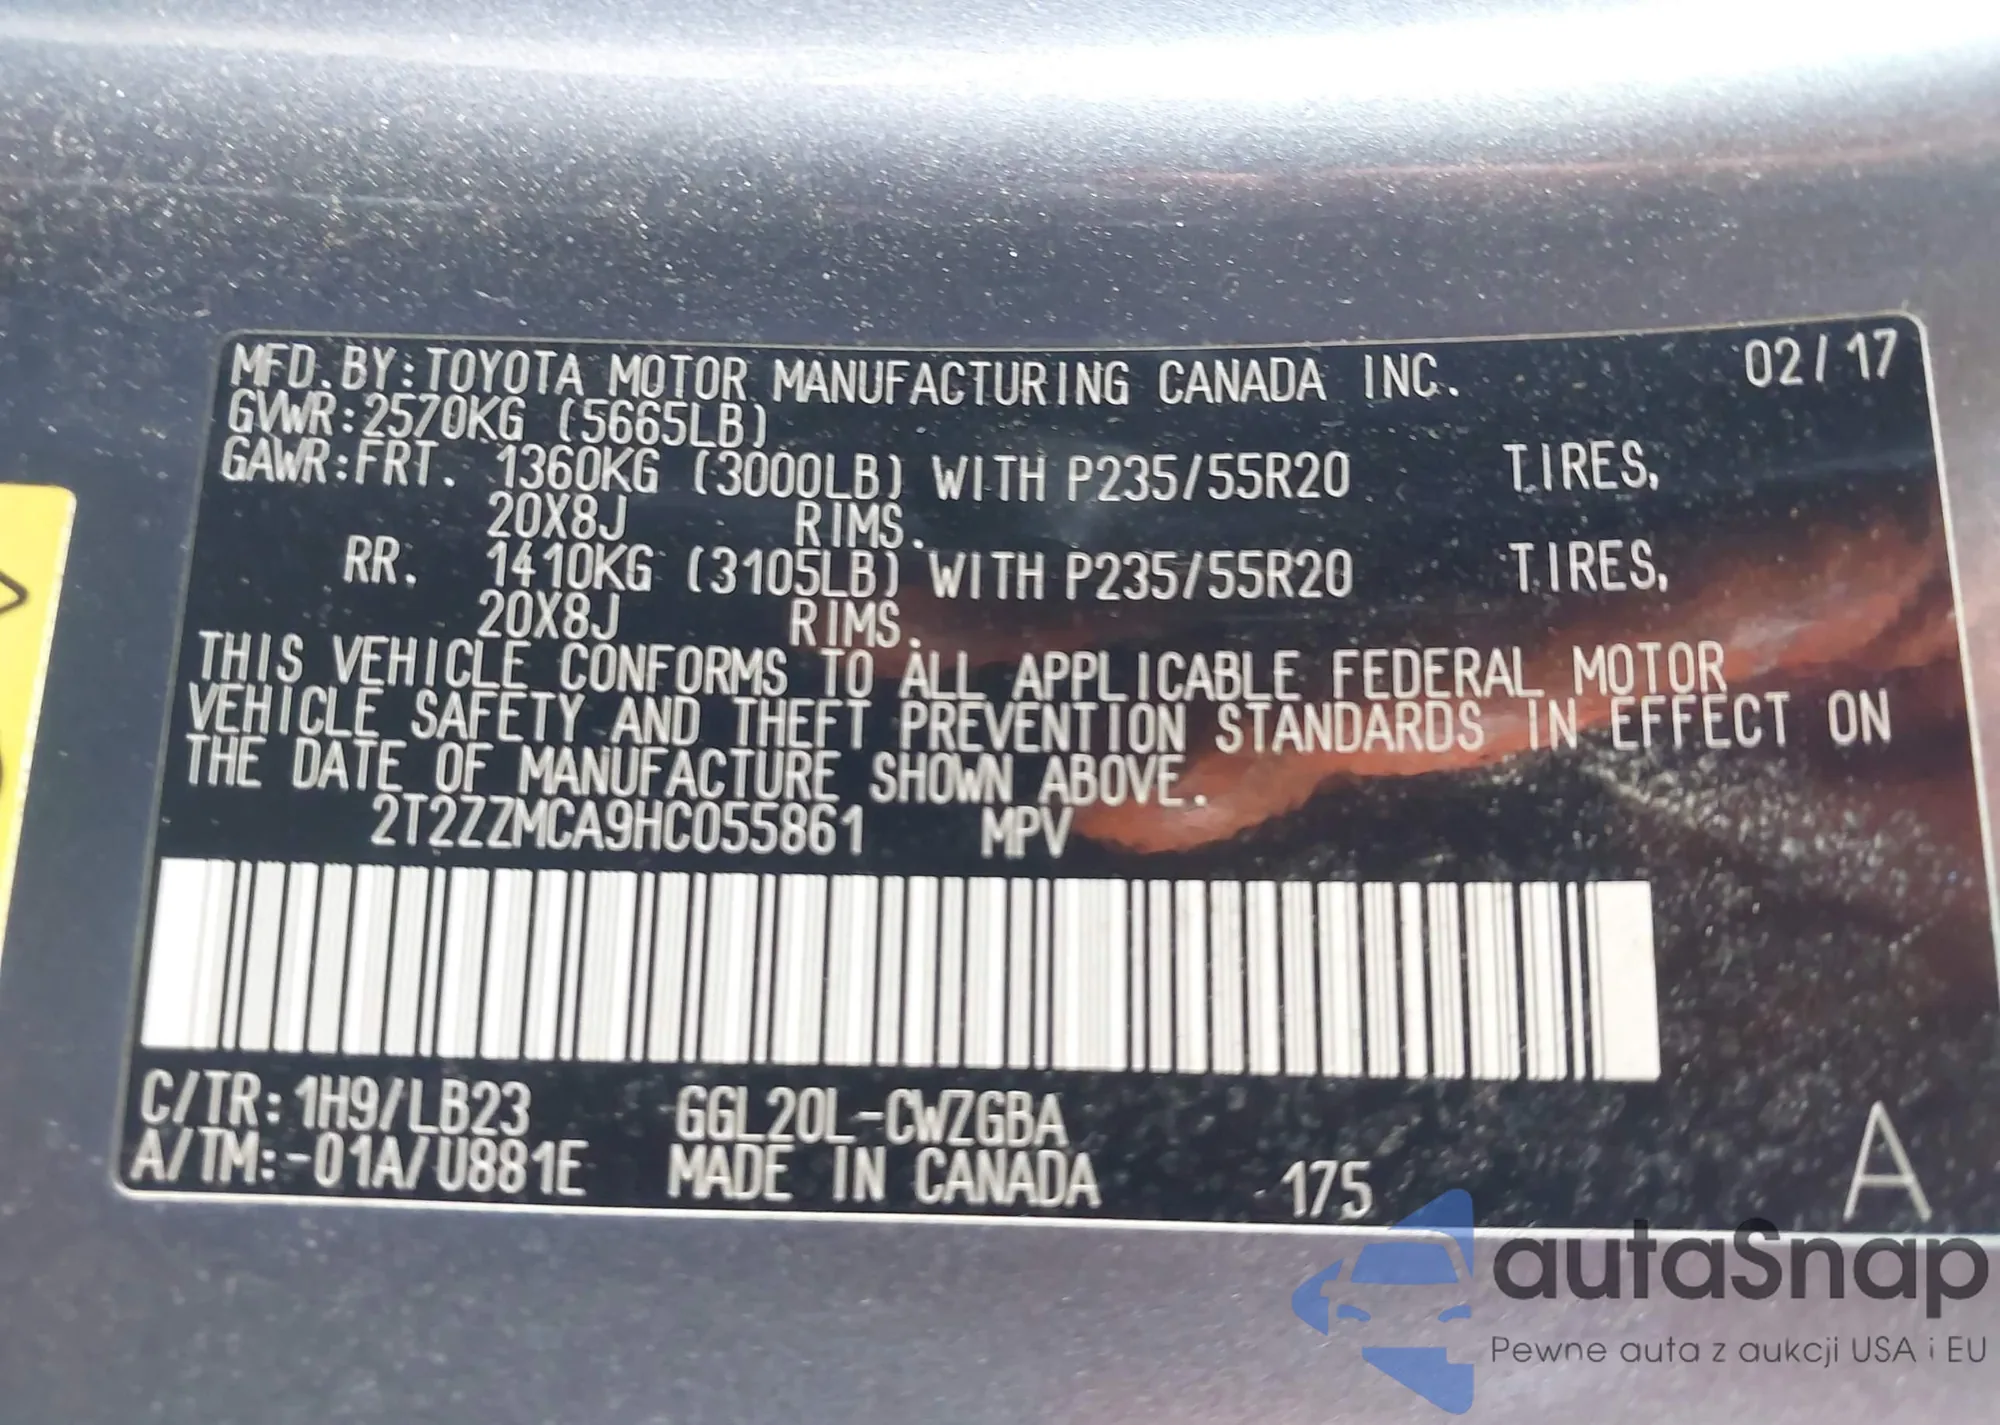 MFD.BY:TOYOTA MOTOR MANUFACTURING CANADA INC. 02/17
GVWR:2570KG (5665LB)
GAWR:FRT. 1360KG (3000LB) WITH P235/55R20 TIRES,
20X8J RIMS.
RR. 1410KG (3105LB) WITH P235/55R20 TIRES,
20X8J RIMS.
THIS VEHICLE CONFORMS TO ALL APPLICABLE FEDERAL MOTOR
VEHICLE SAFETY AND THEFT PREVENTION STANDARDS IN EFFECT ON
THE DATE OF MANUFACTURE SHOWN ABOVE.
2T2ZZMCA9HC055861 MPV
C/TR:1H9/LB23 GGL20L-CWZGBA
A/TM:-01A/U881E MADE IN CANADA 175 A
autaSnap
Pewne auta z aukcji USA i EU